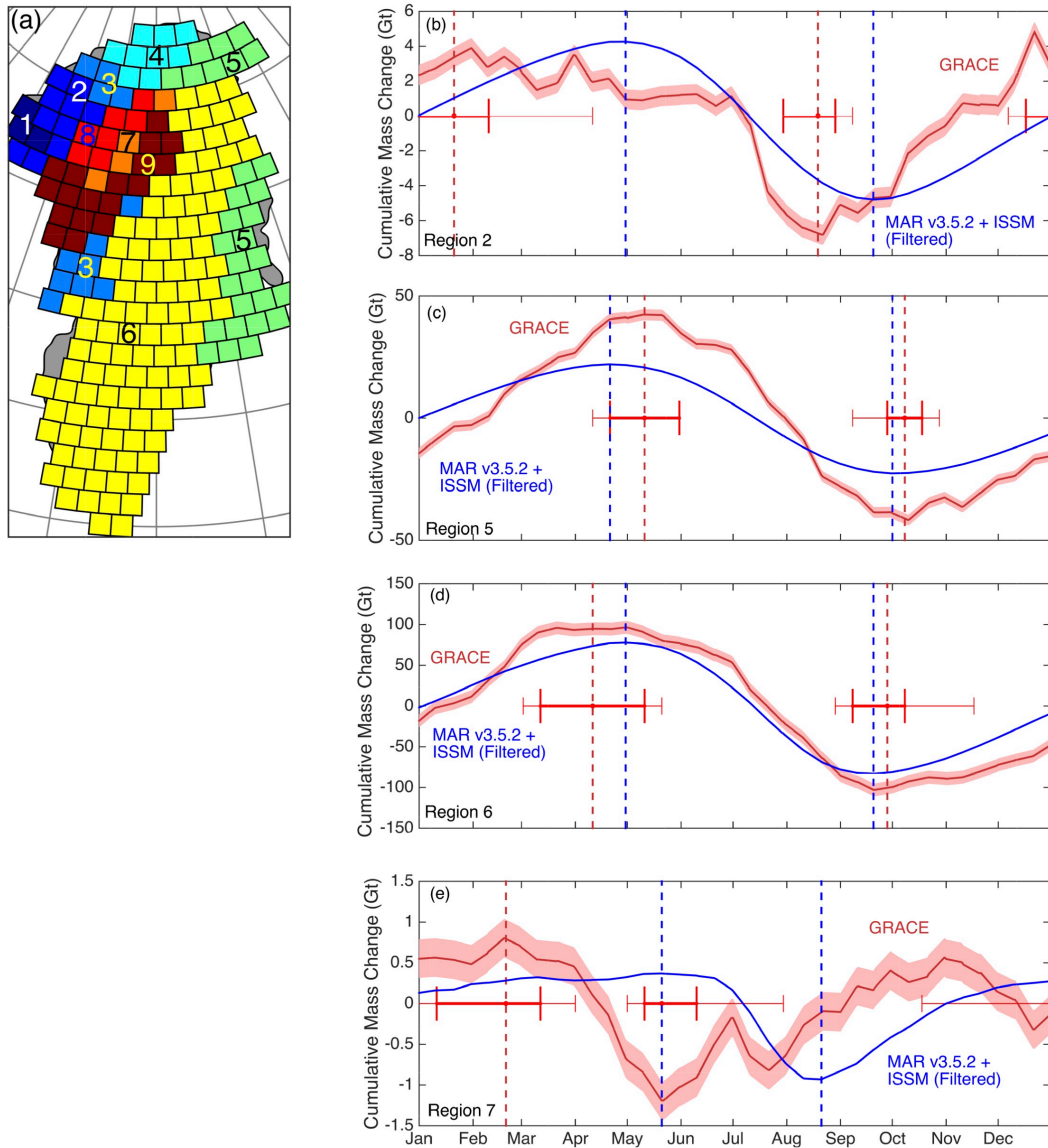 (a)
4
5
3
2
1
8
7
9
5
3
6
(b)
6
4
2
0
-2
-4
-6
-8
Cumulative Mass Change (Gt)
GRACE
MAR v3.5.2 + ISSM
(Filtered)
Region 2
(c)
50
0
-50
Cumulative Mass Change (Gt)
GRACE
MAR v3.5.2 +
ISSM (Filtered)
Region 5
(d)
150
100
50
0
-50
-100
-150
Cumulative Mass Change (Gt)
GRACE
MAR v3.5.2 +
ISSM (Filtered)
Region 6
(e)
1.5
1
0.5
0
-0.5
-1
-1.5
Cumulative Mass Change (Gt)
GRACE
MAR v3.5.2 +
ISSM (Filtered)
Region 7
Jan Feb Mar Apr May Jun Jul Aug Sep Oct Nov Dec